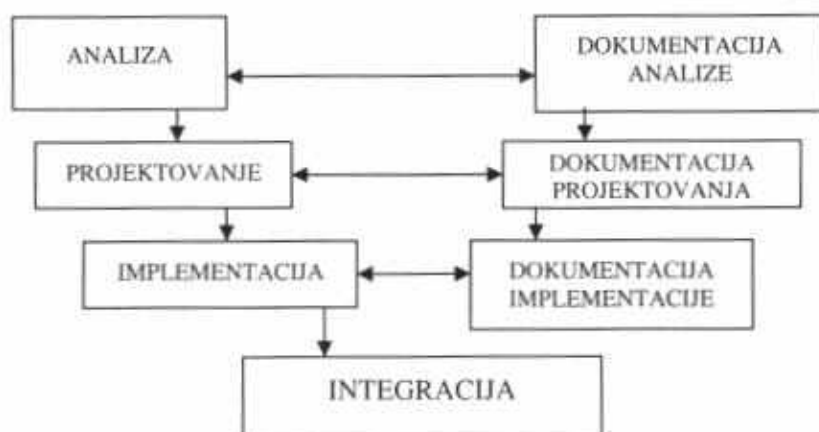 ANALIZA
DOKUMENTACIJA
ANALIZE
PROJEKTOVANJE
DOKUMENTACIJA
PROJEKTOVANJA
IMPLEMENTACIJA
DOKUMENTACIJA
IMPLEMENTACIJE
INTEGRACIJA